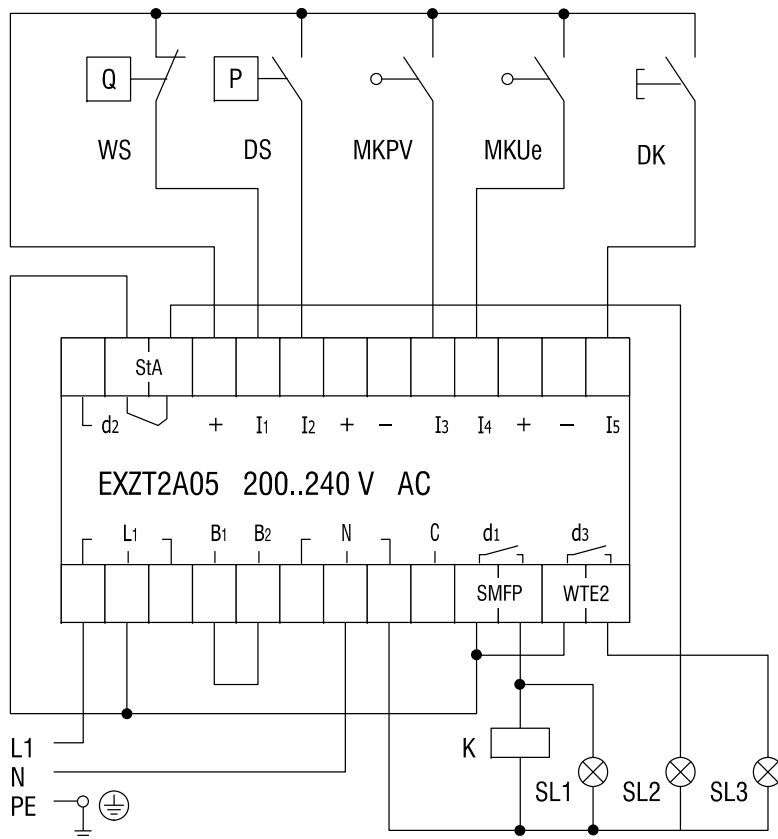 Q P
WS DS MKPV MKUe DK
StA
d2 + I1 I2 + – I3 I4 + – I5
EXZT2A05 200..240 V AC
L1 B1 B2 N C d1 d3
SMFP WTE2
L1
N
PE
K SL1 SL2 SL3